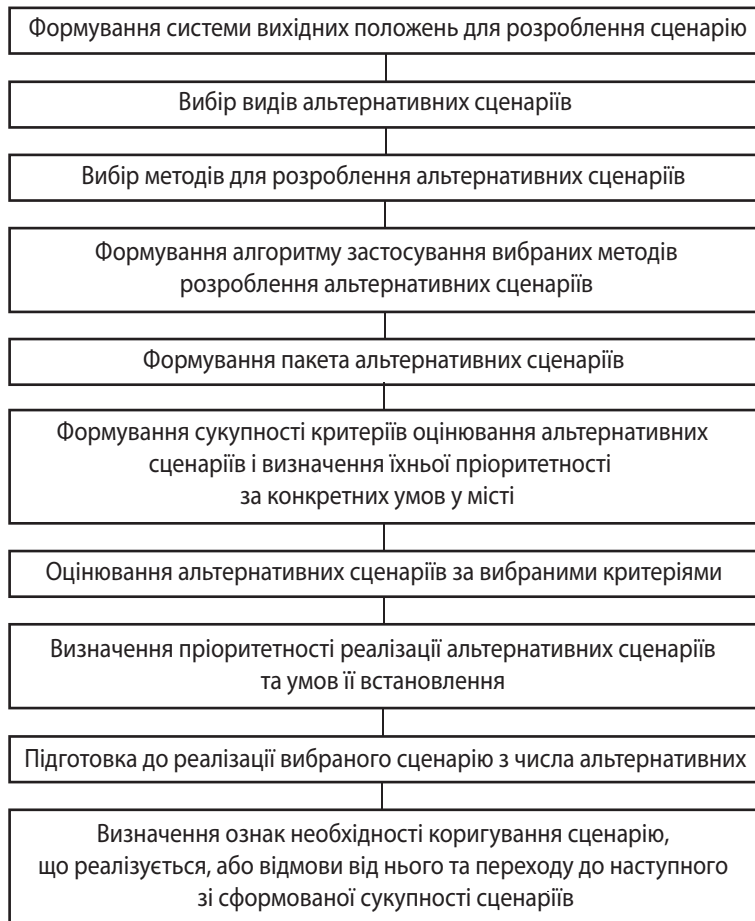 Формування системи вихідних положень для розроблення сценарію
Вибір видів альтернативних сценаріїв
Вибір методів для розроблення альтернативних сценаріїв
Формування алгоритму застосування вибраних методів
розроблення альтернативних сценаріїв
Формування пакета альтернативних сценаріїв
Формування сукупності критеріїв оцінювання альтернативних
сценаріїв і визначення їхньої пріоритетності
за конкретних умов у місті
Оцінювання альтернативних сценаріїв за вибраними критеріями
Визначення пріоритетності реалізації альтернативних сценаріїв
та умов її встановлення
Підготовка до реалізації вибраного сценарію з числа альтернативних
Визначення ознак необхідності коригування сценарію,
що реалізується, або відмови від нього та переходу до наступного
зі сформованої сукупності сценаріїв